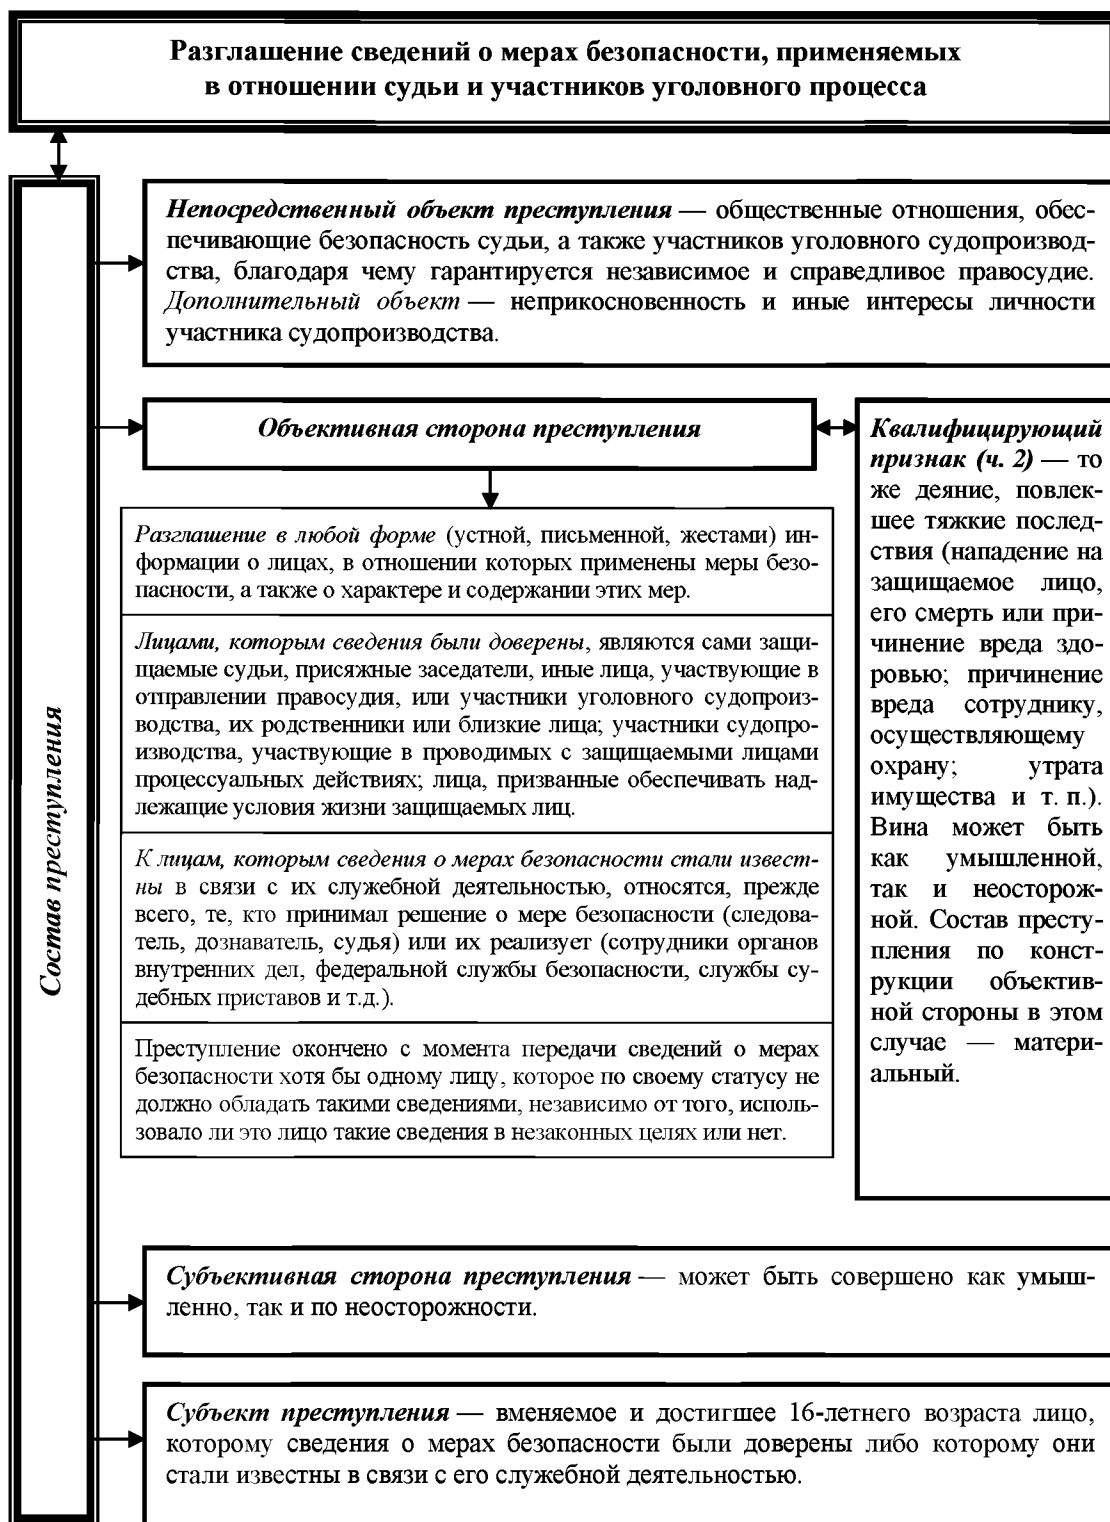 Разглашение сведений о мерах безопасности, применяемых
в отношении судьи и участников уголовного процесса
Состав преступления
Непосредственный объект преступления — общественные отношения, обес-
печивающие безопасность судьи, а также участников уголовного судопроизвод-
ства, благодаря чему гарантируется независимое и справедливое правосудие.
Дополнительный объект — неприкосновенность и иные интересы личности
участника судопроизводства.
Объективная сторона преступления
Разглашение в любой форме (устной, письменной, жестами) ин-
формации о лицах, в отношении которых применены меры безо-
пасности, а также о характере и содержании этих мер.
Лицами, которым сведения были доверены, являются сами защи-
щаемые судьи, присяжные заседатели, иные лица, участвующие в
отправлении правосудия, или участники уголовного судопроиз-
водства, их родственники или близкие лица; участники судопро-
изводства, участвующие в проводимых с защищаемыми лицами
процессуальных действиях; лица, призванные обеспечивать над-
лежащие условия жизни защищаемых лиц.
К лицам, которым сведения о мерах безопасности стали извест-
ны в связи с их служебной деятельностью, относятся, прежде
всего, те, кто принимал решение о мере безопасности (следова-
тель, дознаватель, судья) или их реализует (сотрудники органов
внутренних дел, федеральной службы безопасности, службы су-
дебных приставов и т.д.).
Преступление окончено с момента передачи сведений о мерах
безопасности хотя бы одному лицу, которое по своему статусу не
должно обладать такими сведениями, независимо от того, исполь-
зовало ли это лицо такие сведения в незаконных целях или нет.
Квалифицирующий
признак (ч. 2) — то
же деяние, повлек-
шее тяжкие послед-
ствия (нападение на
защищаемое лицо,
его смерть или при-
чинение вреда здо-
ровью; причинение
вреда сотруднику,
осуществляющему
охрану; утрата
имущества и т. п.).
Вина может быть
как умышленной,
так и неосторож-
ной. Состав престу-
пления по конст-
рукции объектив-
ной стороны в этом
случае — матери-
альный.
Субъективная сторона преступления — может быть совершено как умыш-
ленно, так и по неосторожности.
Субъект преступления — вменяемое и достигшее 16-летнего возраста лицо,
которому сведения о мерах безопасности были доверены либо которому они
стали известны в связи с его служебной деятельностью.